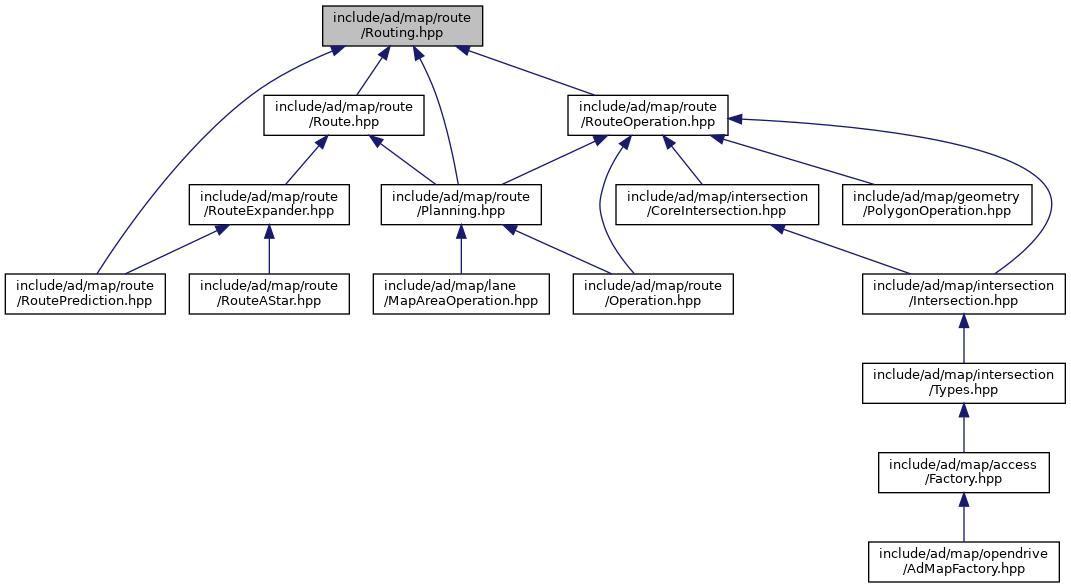 include/ad/map/route
/Routing.hpp
include/ad/map/route
/Route.hpp
include/ad/map/route
/RouteOperation.hpp
include/ad/map/route
/RouteExpander.hpp
include/ad/map/route
/Planning.hpp
include/ad/map/intersection
/CoreIntersection.hpp
include/ad/map/geometry
/PolygonOperation.hpp
include/ad/map/route
/RoutePrediction.hpp
include/ad/map/route
/RouteAStar.hpp
include/ad/map/lane
/MapAreaOperation.hpp
include/ad/map/route
/Operation.hpp
include/ad/map/intersection
/Intersection.hpp
include/ad/map/intersection
/Types.hpp
include/ad/map/access
/Factory.hpp
include/ad/map/opendrive
/AdMapFactory.hpp